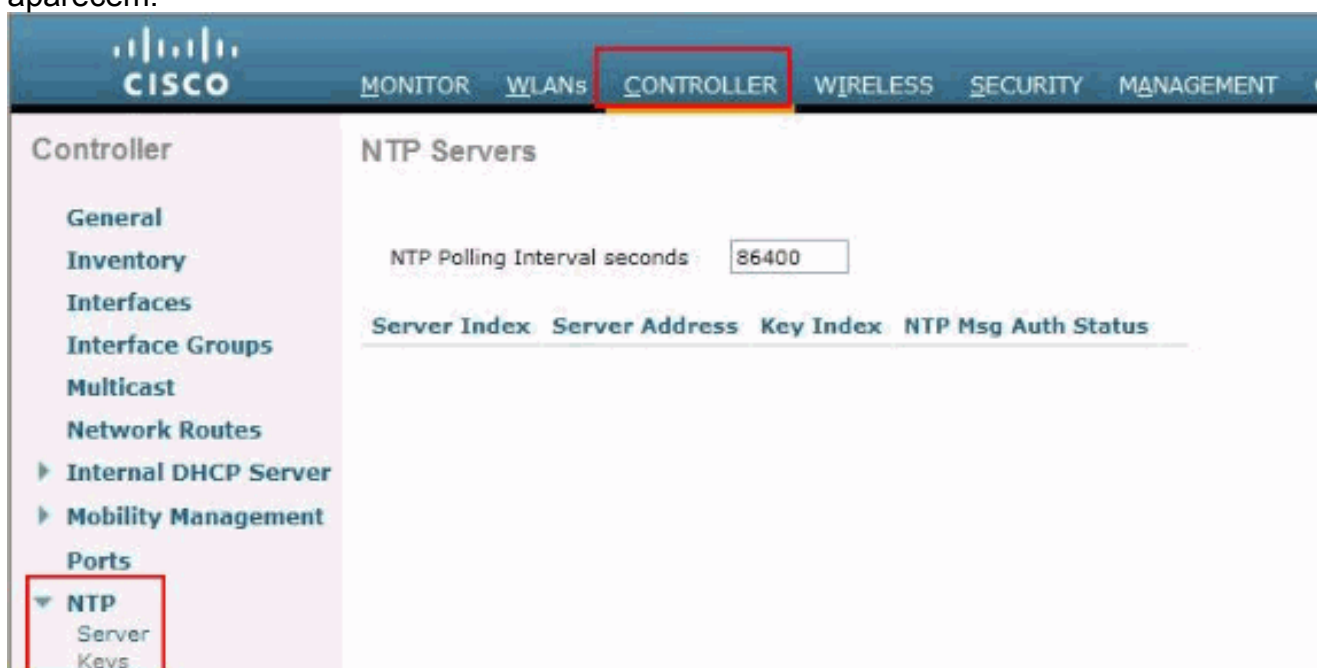 aparecem:
CISCO
MONITOR WLANs CONTROLLER WIRELESS SECURITY MANAGEMENT
Controller
General
Inventory
Interfaces
Interface Groups
Multicast
Network Routes
Internal DHCP Server
Mobility Management
Ports
NTP
Server
Keys
NTP Servers
NTP Polling Interval seconds 86400
Server Index Server Address Key Index NTP Msg Auth Status